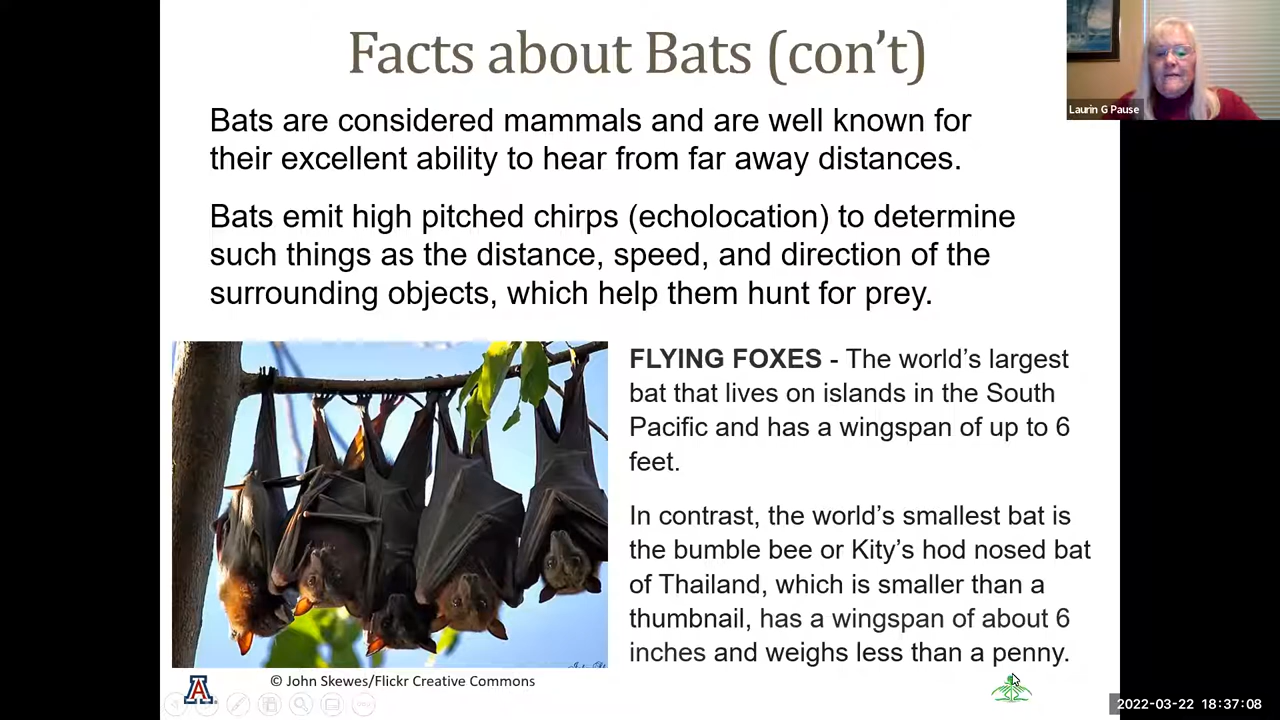 Facts about Bats (con’t)
Laurin G Pause
Bats are considered mammals and are well known for
their excellent ability to hear from far away distances.
Bats emit high pitched chirps (echolocation) to determine
such things as the distance, speed, and direction of the
surrounding objects, which help them hunt for prey.
FLYING FOXES - The world’s largest
bat that lives on islands in the South
Pacific and has a wingspan of up to 6
feet.
In contrast, the world’s smallest bat is
the bumble bee or Kity’s hod nosed bat
of Thailand, which is smaller than a
thumbnail, has a wingspan of about 6
inches and weighs less than a penny.
© John Skewes/Flickr Creative Commons
A
2022-03-22 18:37:08